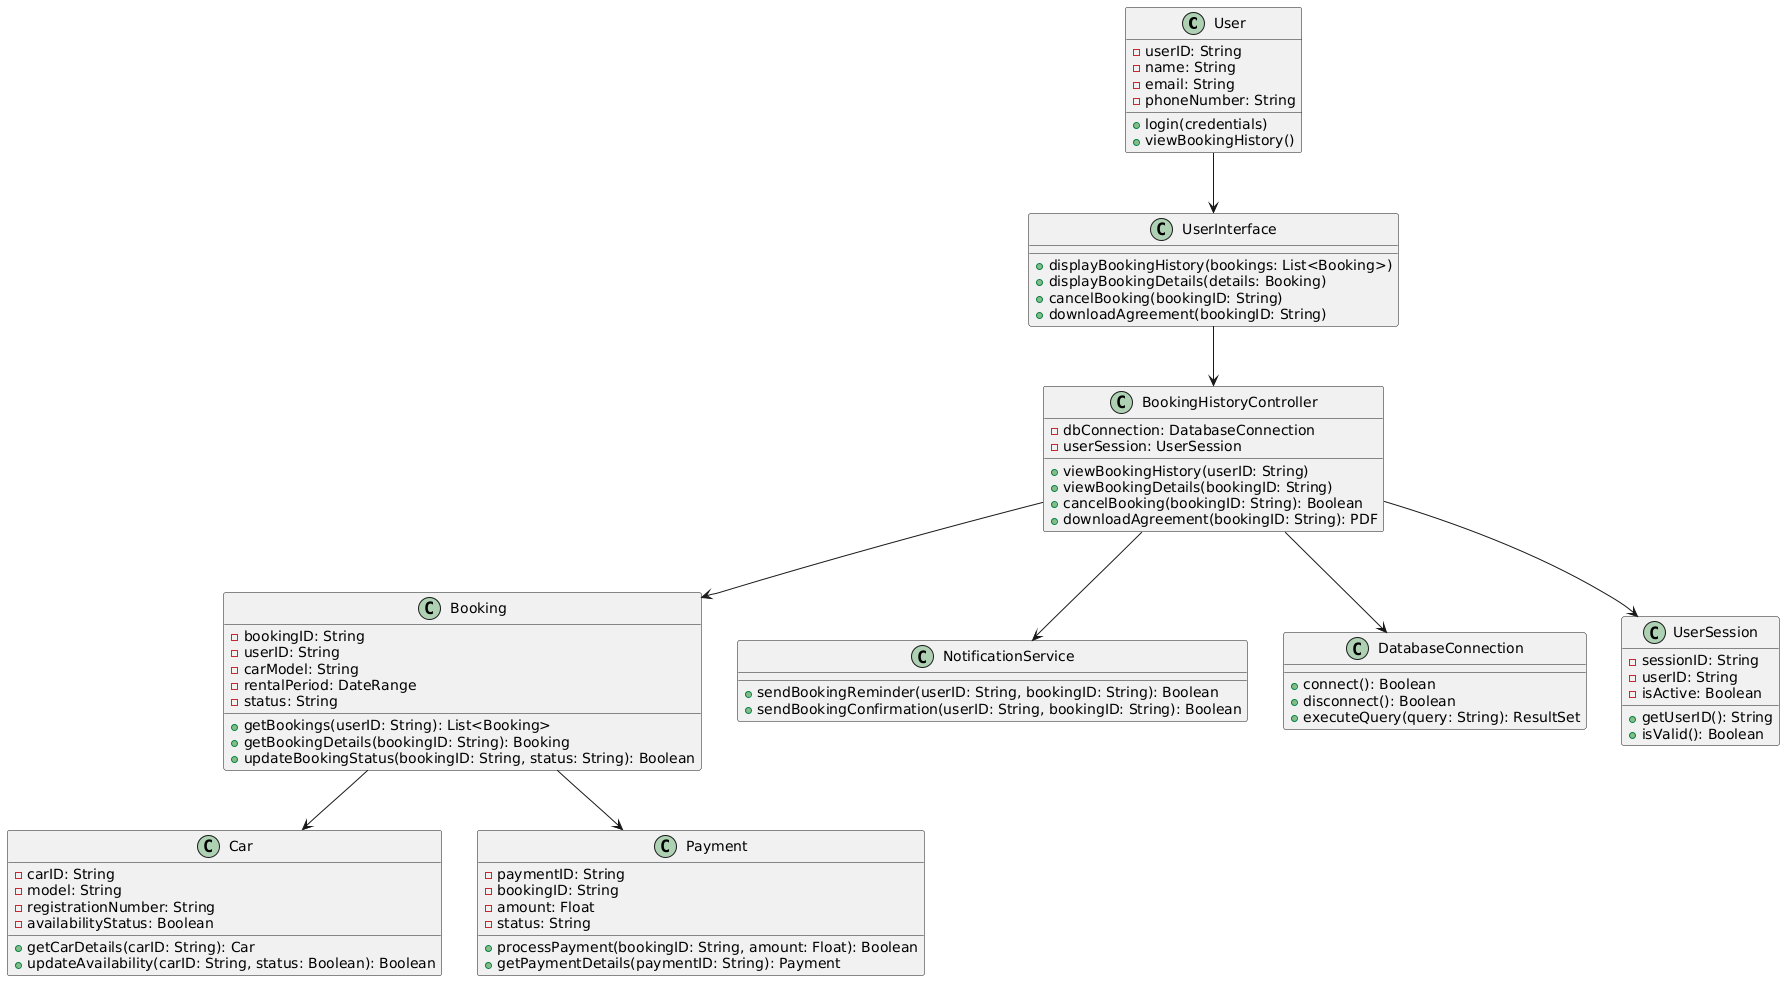 C User
userID: String
name: String
email: String
phoneNumber: String
login(credentials)
viewBookingHistory()
C UserInterface
displayBookingHistory(bookings: List<Booking>)
displayBookingDetails(details: Booking)
cancelBooking(bookingID: String)
downloadAgreement(bookingID: String)
C BookingHistoryController
dbConnection: DatabaseConnection
userSession: UserSession
viewBookingHistory(userID: String)
viewBookingDetails(bookingID: String)
cancelBooking(bookingID: String): Boolean
downloadAgreement(bookingID: String): PDF
C Booking
bookingID: String
userID: String
carModel: String
rentalPeriod: DateRange
status: String
getBookings(userID: String): List<Booking>
getBookingDetails(bookingID: String): Booking
updateBookingStatus(bookingID: String, status: String): Boolean
C NotificationService
sendBookingReminder(userID: String, bookingID: String): Boolean
sendBookingConfirmation(userID: String, bookingID: String): Boolean
C DatabaseConnection
connect(): Boolean
disconnect(): Boolean
executeQuery(query: String): ResultSet
C UserSession
sessionID: String
userID: String
isActive: Boolean
getUserID(): String
isValid(): Boolean
C Car
carID: String
model: String
registrationNumber: String
availabilityStatus: Boolean
getCarDetails(carID: String): Car
updateAvailability(carID: String, status: Boolean): Boolean
C Payment
paymentID: String
bookingID: String
amount: Float
status: String
processPayment(bookingID: String, amount: Float): Boolean
getPaymentDetails(paymentID: String): Payment